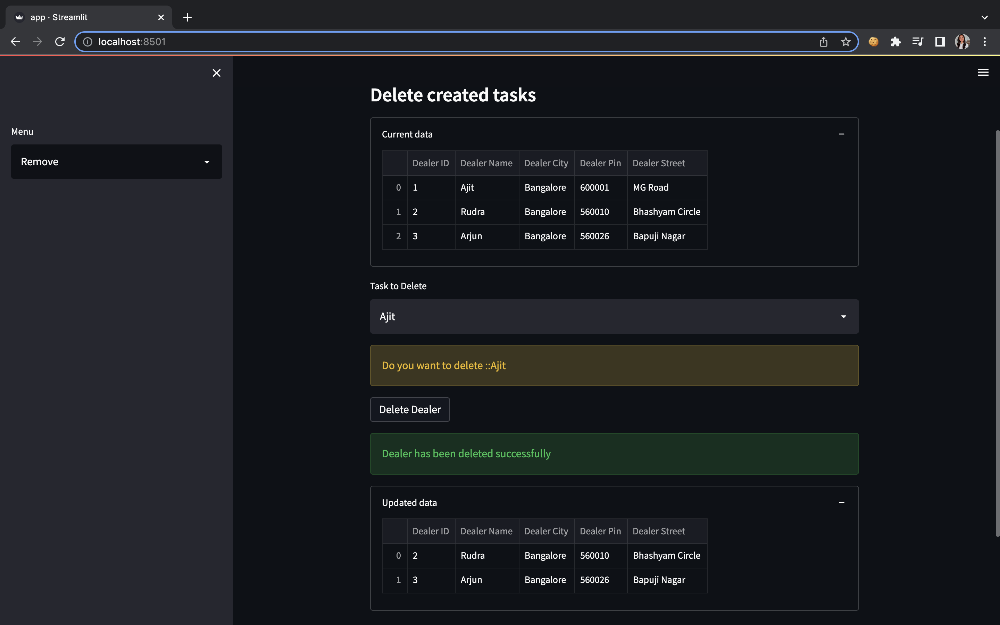 app · Streamlit
localhost:8501
Menu
Remove
Delete created tasks
Current data
Dealer ID Dealer Name Dealer City Dealer Pin Dealer Street
0 1 Ajit Bangalore 600001 MG Road
1 2 Rudra Bangalore 560010 Bhashyam Circle
2 3 Arjun Bangalore 560026 Bapuji Nagar
Task to Delete
Ajit
Do you want to delete ::Ajit
Delete Dealer
Dealer has been deleted successfully
Updated data
Dealer ID Dealer Name Dealer City Dealer Pin Dealer Street
0 2 Rudra Bangalore 560010 Bhashyam Circle
1 3 Arjun Bangalore 560026 Bapuji Nagar